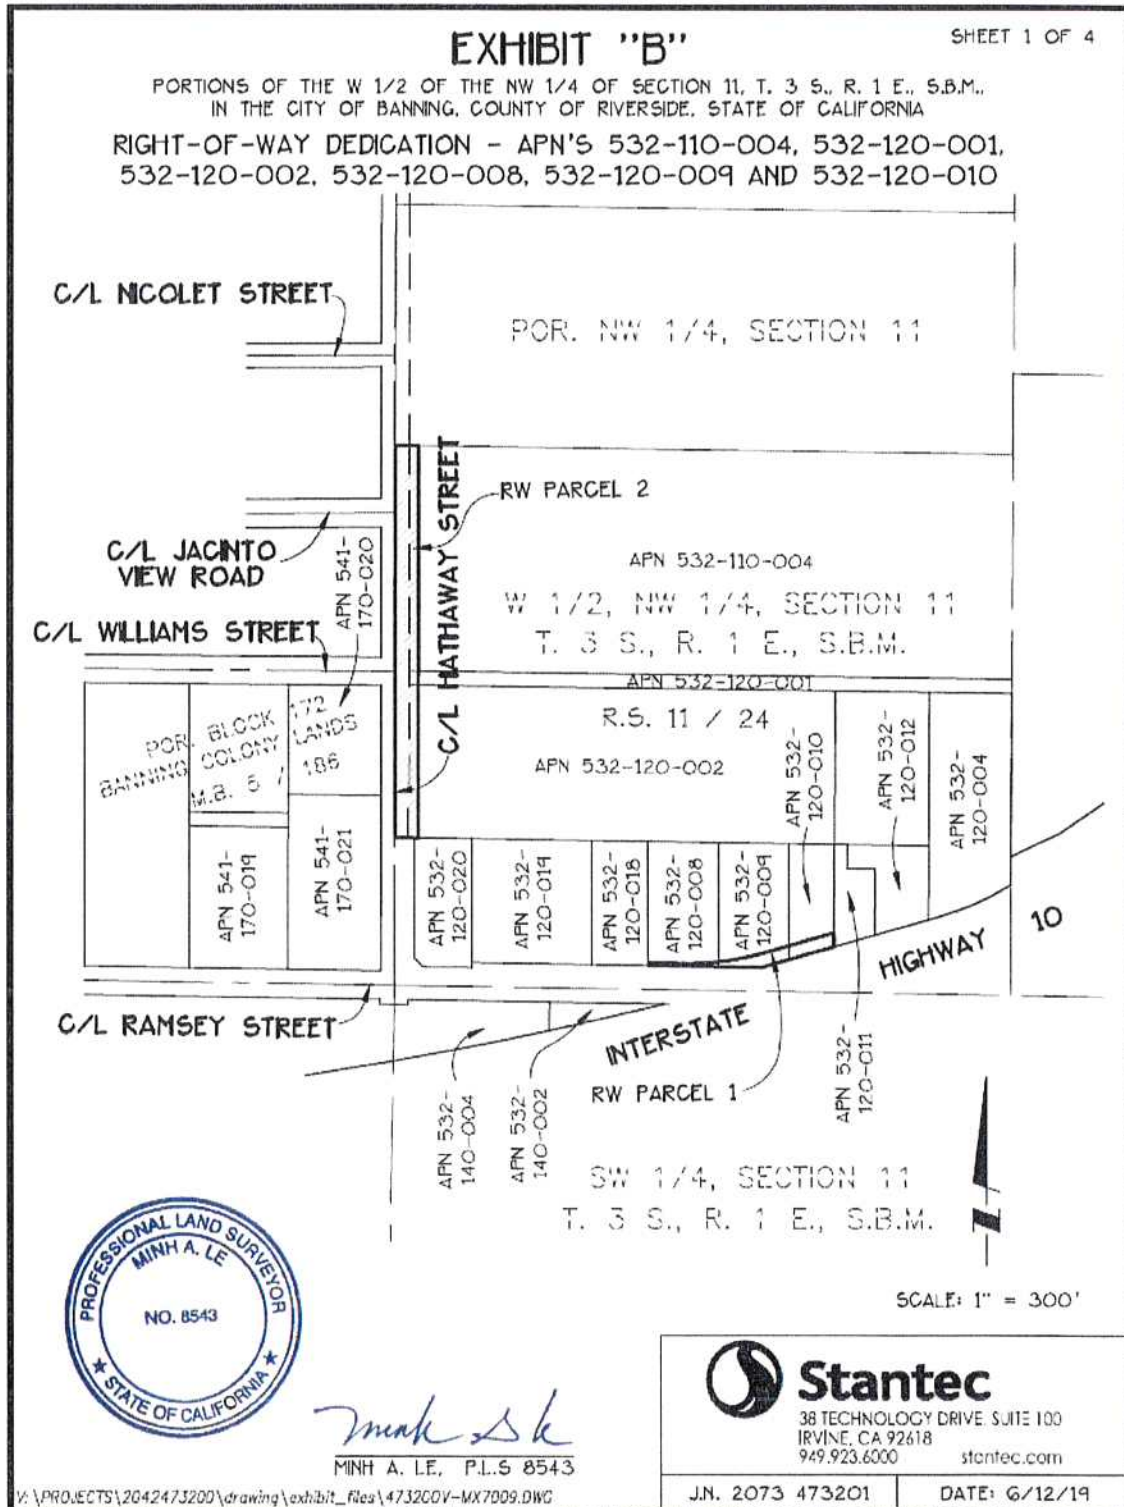 EXHIBIT "B"
SHEET 1 OF 4
PORTIONS OF THE W 1/2 OF THE NW 1/4 OF SECTION 11, T. 3 S., R. 1 E., S.B.M.,
IN THE CITY OF BANNING, COUNTY OF RIVERSIDE, STATE OF CALIFORNIA
RIGHT-OF-WAY DEDICATION - APN'S 532-110-004, 532-120-001,
532-120-002, 532-120-008, 532-120-009 AND 532-120-010
C/L NICOLET STREET
POR. NW 1/4, SECTION 11
C/L HATHAWAY STREET
RW PARCEL 2
C/L JACINTO
VIEW ROAD
APN 541-
170-020
APN 532-110-004
W 1/2, NW 1/4, SECTION 11
T. 3 S., R. 1 E., S.B.M.
C/L WILLIAMS STREET
APN 532-120-001
R.S. 11 / 24
APN 532-120-002
POR. BLOCK 172
BANNING COLONY LANDS
M.B. 5 / 186
APN 532-
120-010
APN 532-
120-012
APN 532-
120-004
APN 541-
170-019
APN 541-
170-021
APN 532-
120-020
APN 532-
120-019
APN 532-
120-018
APN 532-
120-008
APN 532-
120-009
INTERSTATE HIGHWAY 10
C/L RAMSEY STREET
RW PARCEL 1
APN 532-
120-011
APN 532-
140-004
APN 532-
140-002
SW 1/4, SECTION 11
T. 3 S., R. 1 E., S.B.M.
SCALE: 1" = 300'
PROFESSIONAL LAND SURVEYOR
MINH A. LE
NO. 8543
STATE OF CALIFORNIA
MINH A. LE, P.L.S 8543
Stantec
38 TECHNOLOGY DRIVE, SUITE 100
IRVINE, CA 92618
949.923.6000 stantec.com
J.N. 2073 473201
DATE: 6/12/19
V:\PROJECTS\2042473200\drawing\exhibit_files\473200V-MX7009.DWG